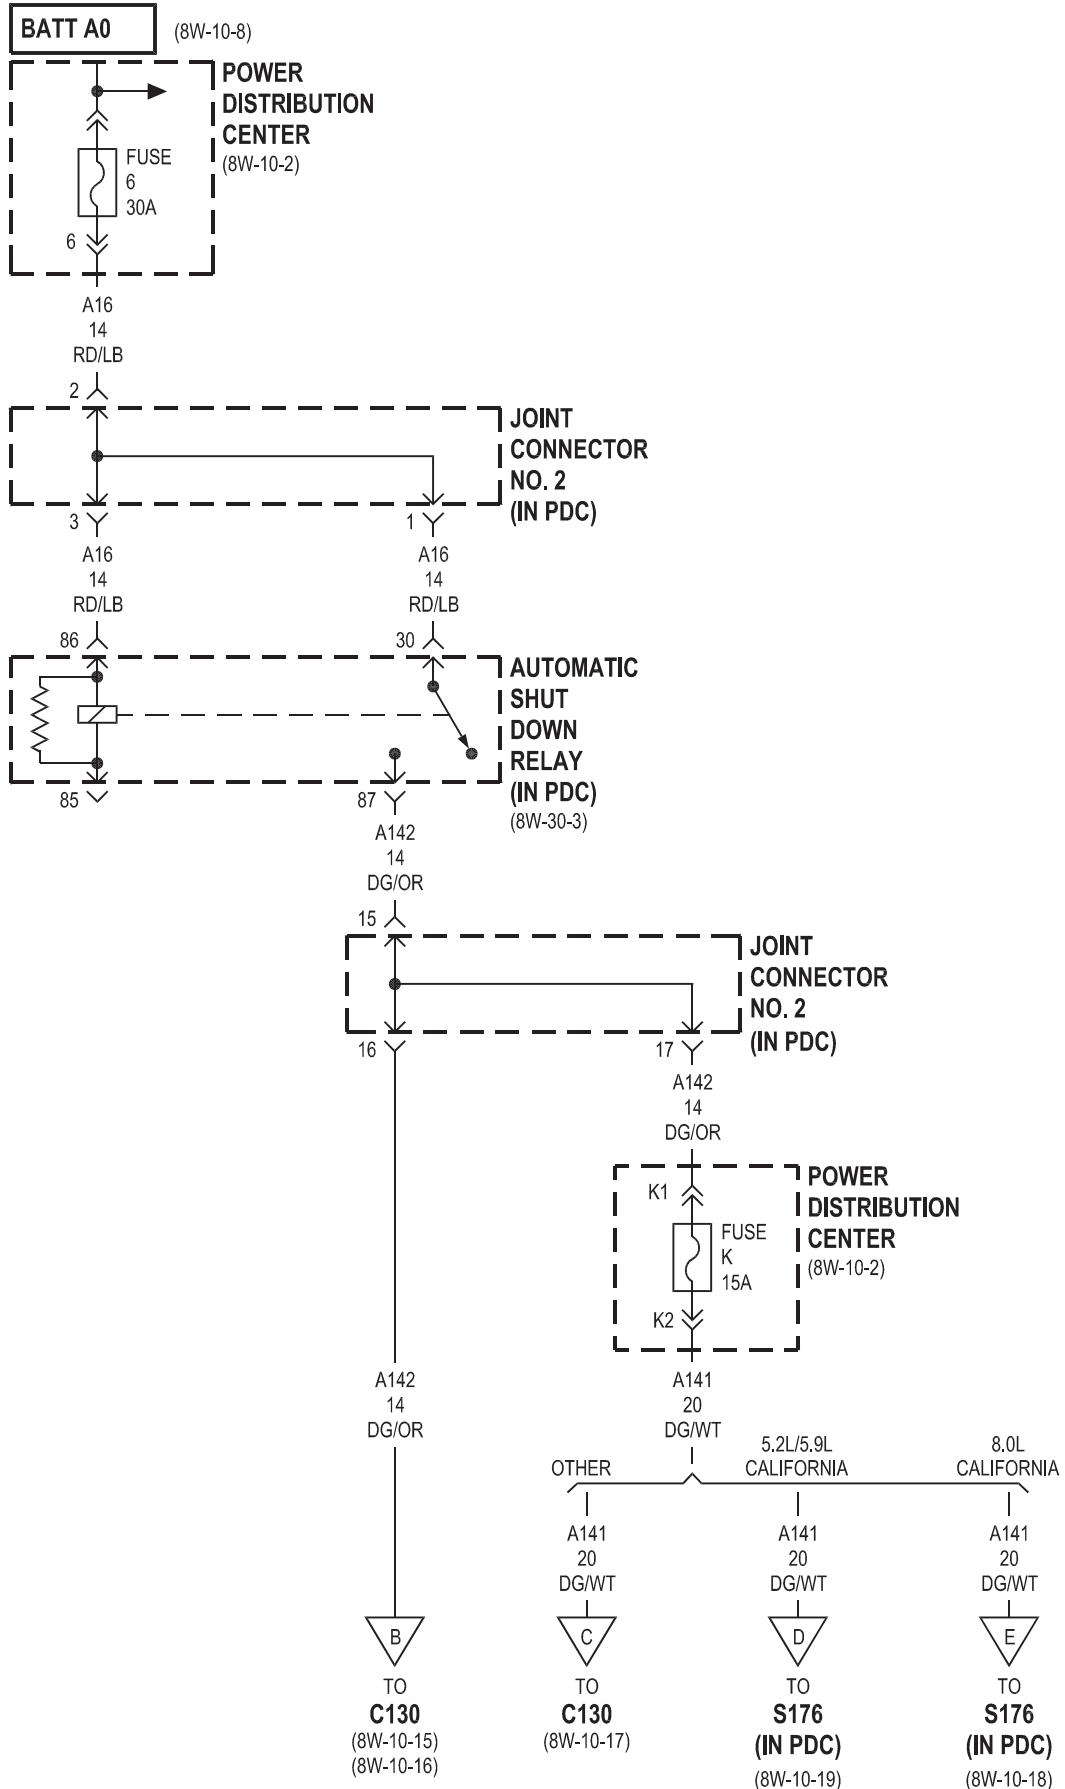 BATT A0
(8W-10-8)
POWER
DISTRIBUTION
CENTER
(8W-10-2)
FUSE
6
30A
6
A16
14
RD/LB
2
JOINT
CONNECTOR
NO. 2
(IN PDC)
3
1
A16
14
RD/LB
A16
14
RD/LB
86
30
AUTOMATIC
SHUT
DOWN
RELAY
(IN PDC)
(8W-30-3)
85
87
A142
14
DG/OR
15
JOINT
CONNECTOR
NO. 2
(IN PDC)
16
17
A142
14
DG/OR
POWER
DISTRIBUTION
CENTER
(8W-10-2)
K1
FUSE
K
15A
K2
A142
14
DG/OR
A141
20
DG/WT
OTHER
5.2L/5.9L
CALIFORNIA
8.0L
CALIFORNIA
A141
20
DG/WT
A141
20
DG/WT
A141
20
DG/WT
B
TO
C130
(8W-10-15)
(8W-10-16)
C
TO
C130
(8W-10-17)
D
TO
S176
(IN PDC)
(8W-10-19)
E
TO
S176
(IN PDC)
(8W-10-18)